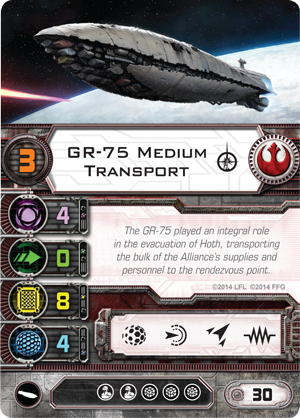 GR-75 MEDIUM
TRANSPORT
3
4
0
8
4
The GR-75 played an integral role
in the evacuation of Hoth, transporting
the bulk of the Alliance's supplies and
personnel to the rendezvous point.
©2014 LFL ©2014 FFG
30